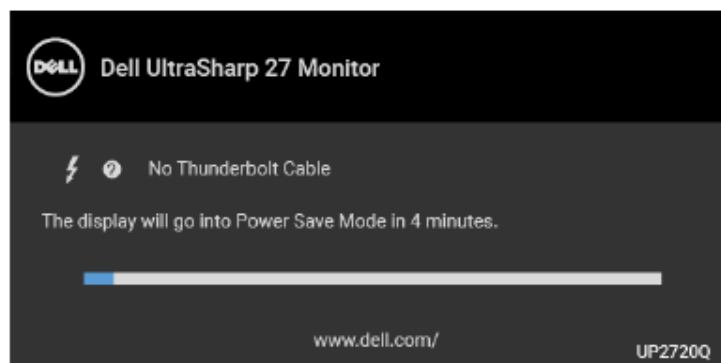 DELL
Dell UltraSharp 27 Monitor
No Thunderbolt Cable
The display will go into Power Save Mode in 4 minutes.
www.dell.com/
UP2720Q